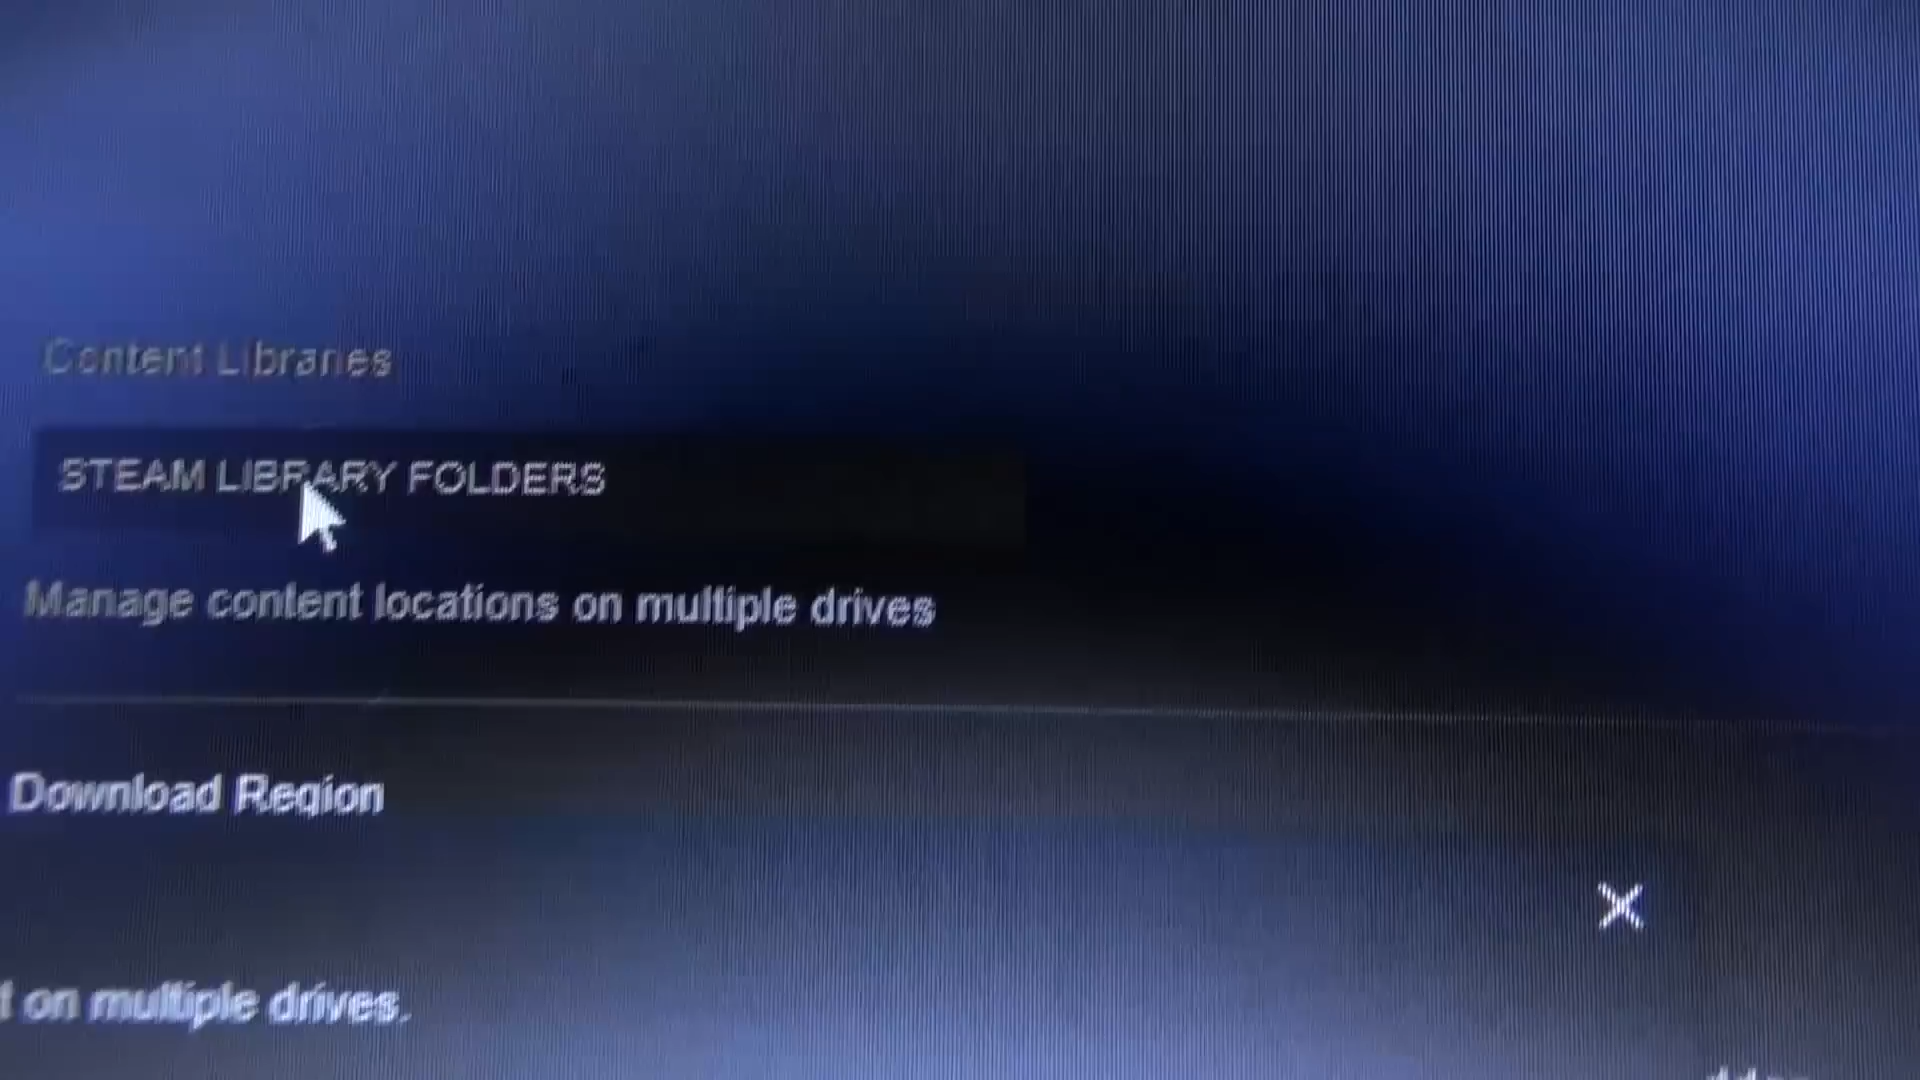 Content Libraries
STEAM LIBRARY FOLDERS
Manage content locations on multiple drives
Download Region
on multiple drives.